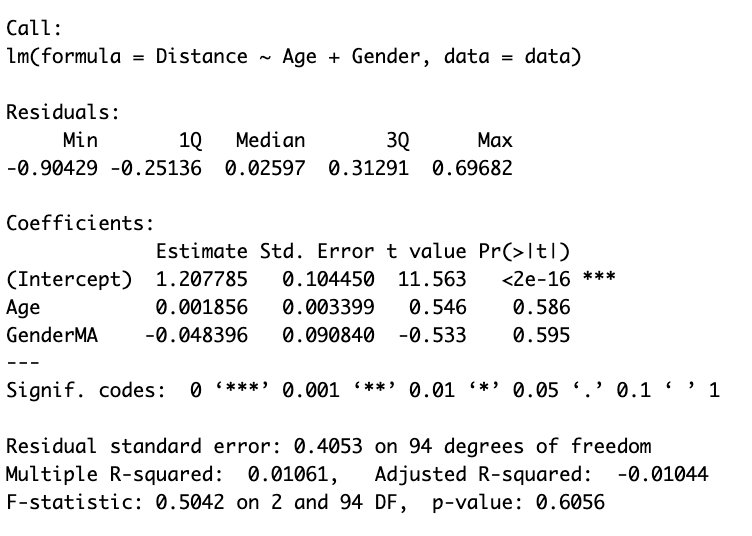 Call:
lm(formula = Distance ~ Age + Gender, data = data)
Residuals:
     Min       1Q   Median       3Q      Max
-0.90429 -0.25136  0.02597  0.31291  0.69682
Coefficients:
             Estimate Std. Error t value Pr(>|t|)
(Intercept)  1.207785   0.104450  11.563   <2e-16 ***
Age          0.001856   0.003399   0.546    0.586
GenderMA    -0.048396   0.090840  -0.533    0.595
---
Signif. codes:  0 ‘***’ 0.001 ‘**’ 0.01 ‘*’ 0.05 ‘.’ 0.1 ‘ ’ 1
Residual standard error: 0.4053 on 94 degrees of freedom
Multiple R-squared:  0.01061,   Adjusted R-squared:  -0.01044
F-statistic: 0.5042 on 2 and 94 DF,  p-value: 0.6056